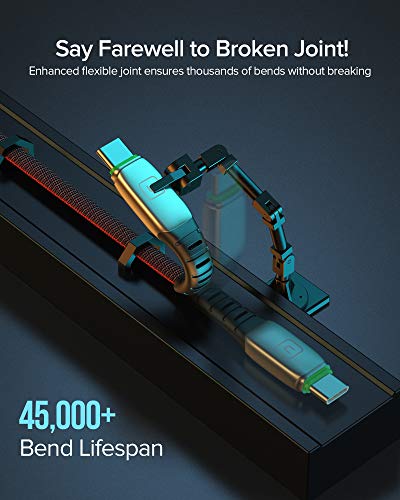 Say Farewell to Broken Joint!
Enhanced flexible joint ensures thousands of bends without breaking
45,000+
Bend Lifespan